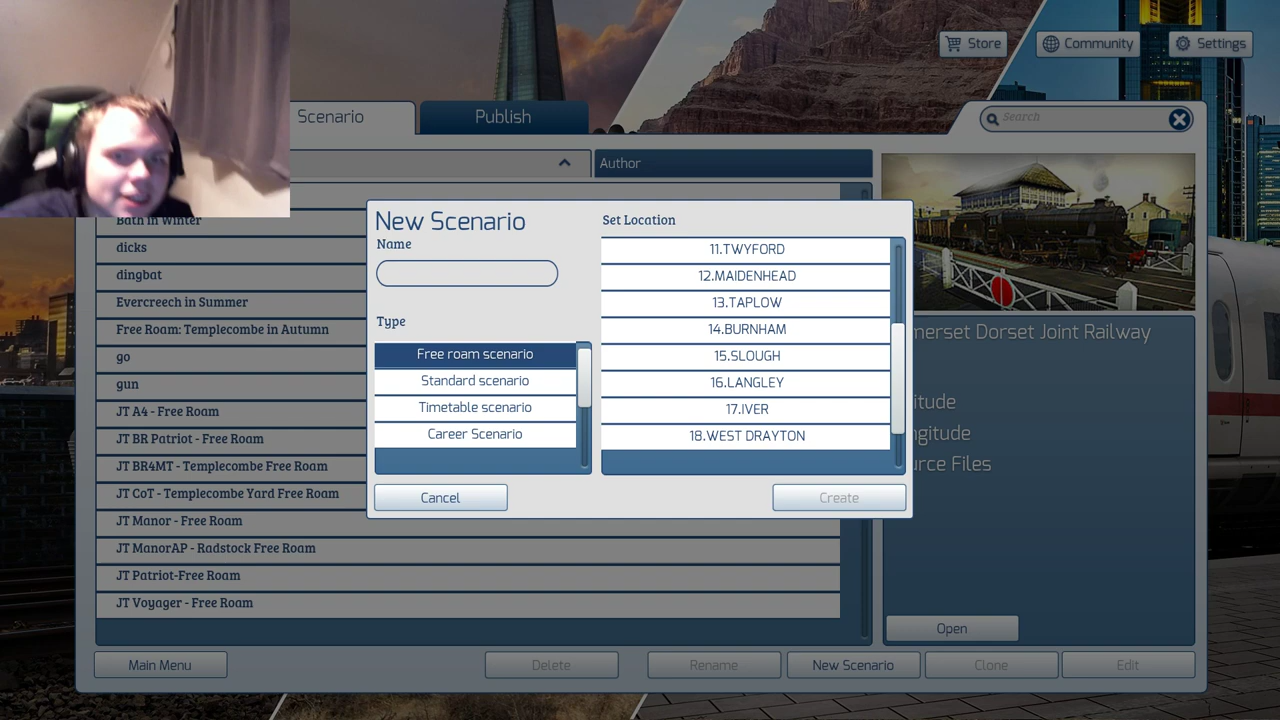 Store
Community
Settings
Scenario
Publish
Search
Author
Bath in Winter
dicks
dingbat
Evercreech in Summer
Free Roam: Templecombe in Autumn
go
gun
JT A4 - Free Roam
JT BR Patriot - Free Roam
JT BR4MT - Templecombe Free Roam
JT CoT - Templecombe Yard Free Roam
JT Manor - Free Roam
JT ManorAP - Radstock Free Roam
JT Patriot-Free Roam
JT Voyager - Free Roam
New Scenario
Name
Type
Free roam scenario
Standard scenario
Timetable scenario
Career Scenario
Cancel
Set Location
11.TWYFORD
12.MAIDENHEAD
13.TAPLOW
14.BURNHAM
15.SLOUGH
16.LANGLEY
17.IVER
18.WEST DRAYTON
Create
merset Dorset Joint Railway
itude
ngitude
urce Files
Open
Main Menu
Delete
Rename
New Scenario
Clone
Edit